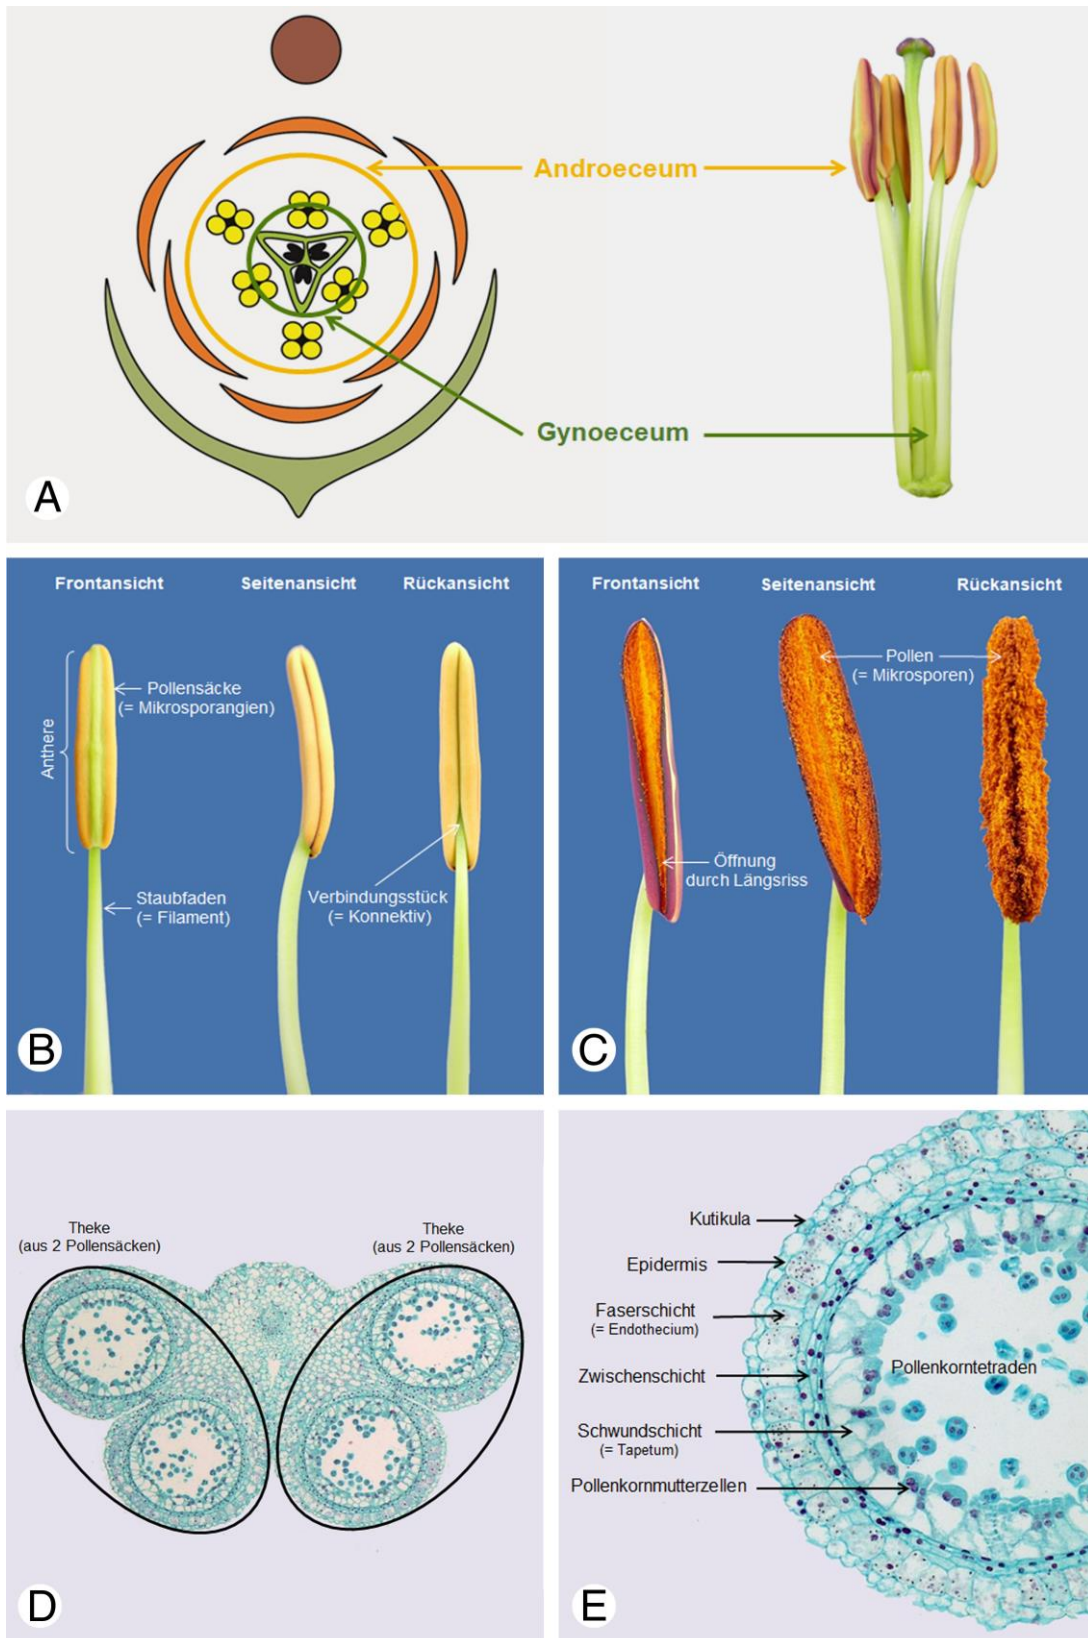 Androeceum
Gynoeceum
A
Frontansicht
Seitenansicht
Rückansicht
Pollensäcke
(= Mikrosporangien)
Anthere
Staubfaden
(= Filament)
Verbindungsstück
(= Konnektiv)
B
Frontansicht
Seitenansicht
Rückansicht
Pollen
(= Mikrosporen)
Öffnung
durch Längsriss
C
Theke
(aus 2 Pollensäcken)
Theke
(aus 2 Pollensäcken)
D
Kutikula
Epidermis
Faserschicht
(= Endothecium)
Zwischenschicht
Pollenkorntetraden
Schwundschicht
(= Tapetum)
Pollenkornmutterzellen
E